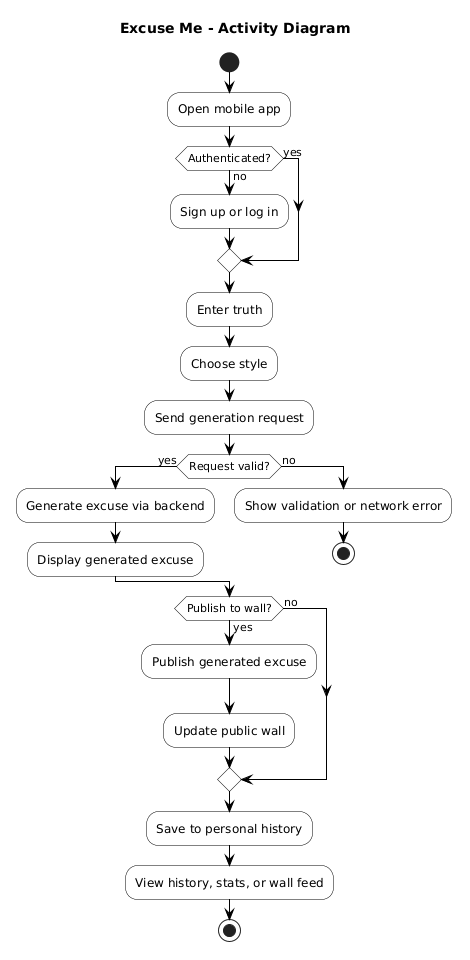 Excuse Me - Activity Diagram
Open mobile app
Authenticated?
yes
no
Sign up or log in
Enter truth
Choose style
Send generation request
yes
Request valid?
no
Generate excuse via backend
Show validation or network error
Display generated excuse
Publish to wall?
no
yes
Publish generated excuse
Update public wall
Save to personal history
View history, stats, or wall feed